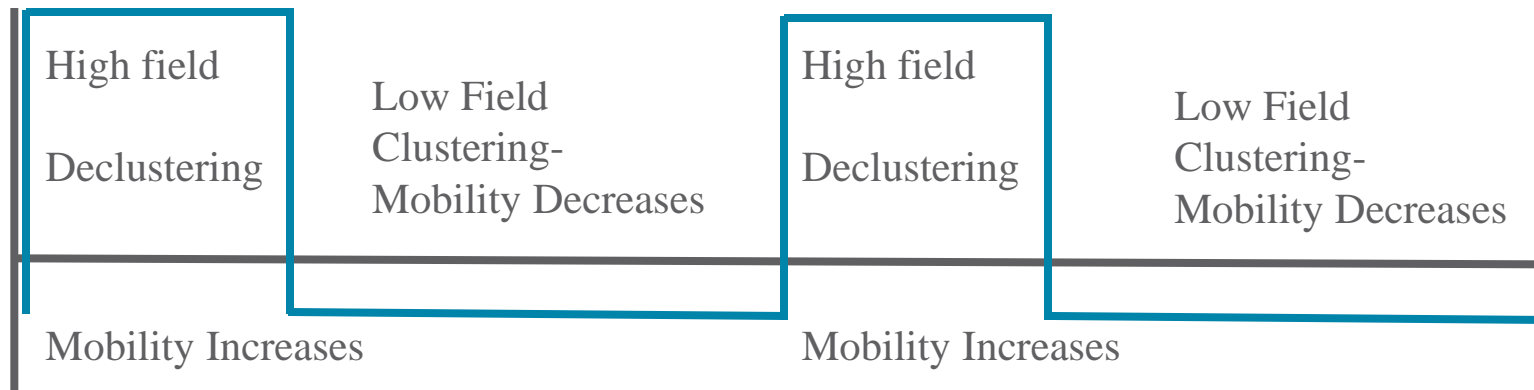 High field
Declustering
Mobility Increases
Low Field
Clustering-
Mobility Decreases
High field
Declustering
Mobility Increases
Low Field
Clustering-
Mobility Decreases